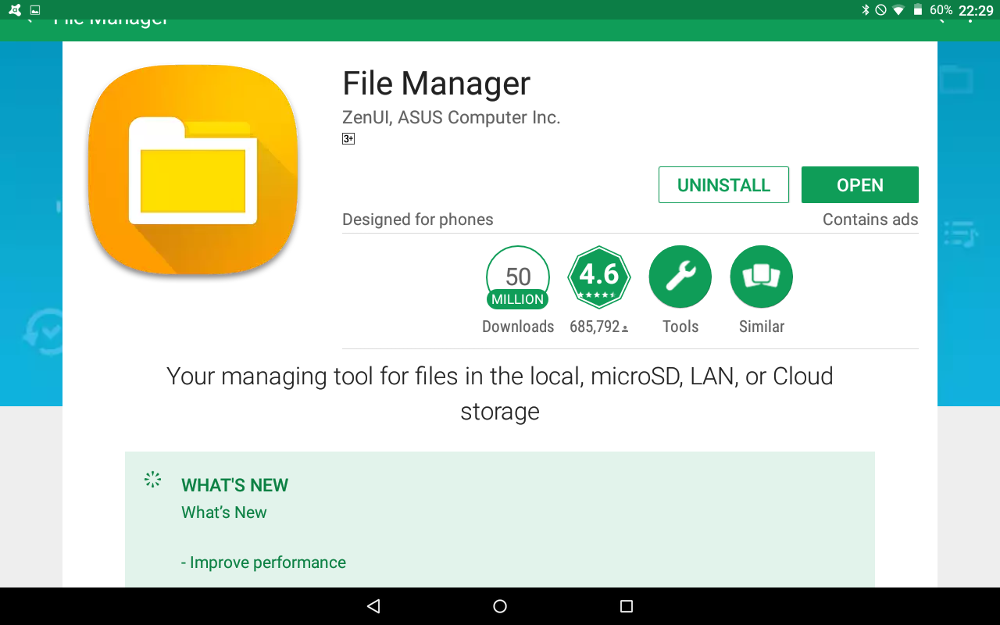 60% 22:29
File Manager
File Manager
ZenUI, ASUS Computer Inc.
3+
UNINSTALL OPEN
Designed for phones Contains ads
50 MILLION 4.6
Downloads 685,792 Tools Similar
Your managing tool for files in the local, microSD, LAN, or Cloud
storage
WHAT'S NEW
What’s New
- Improve performance